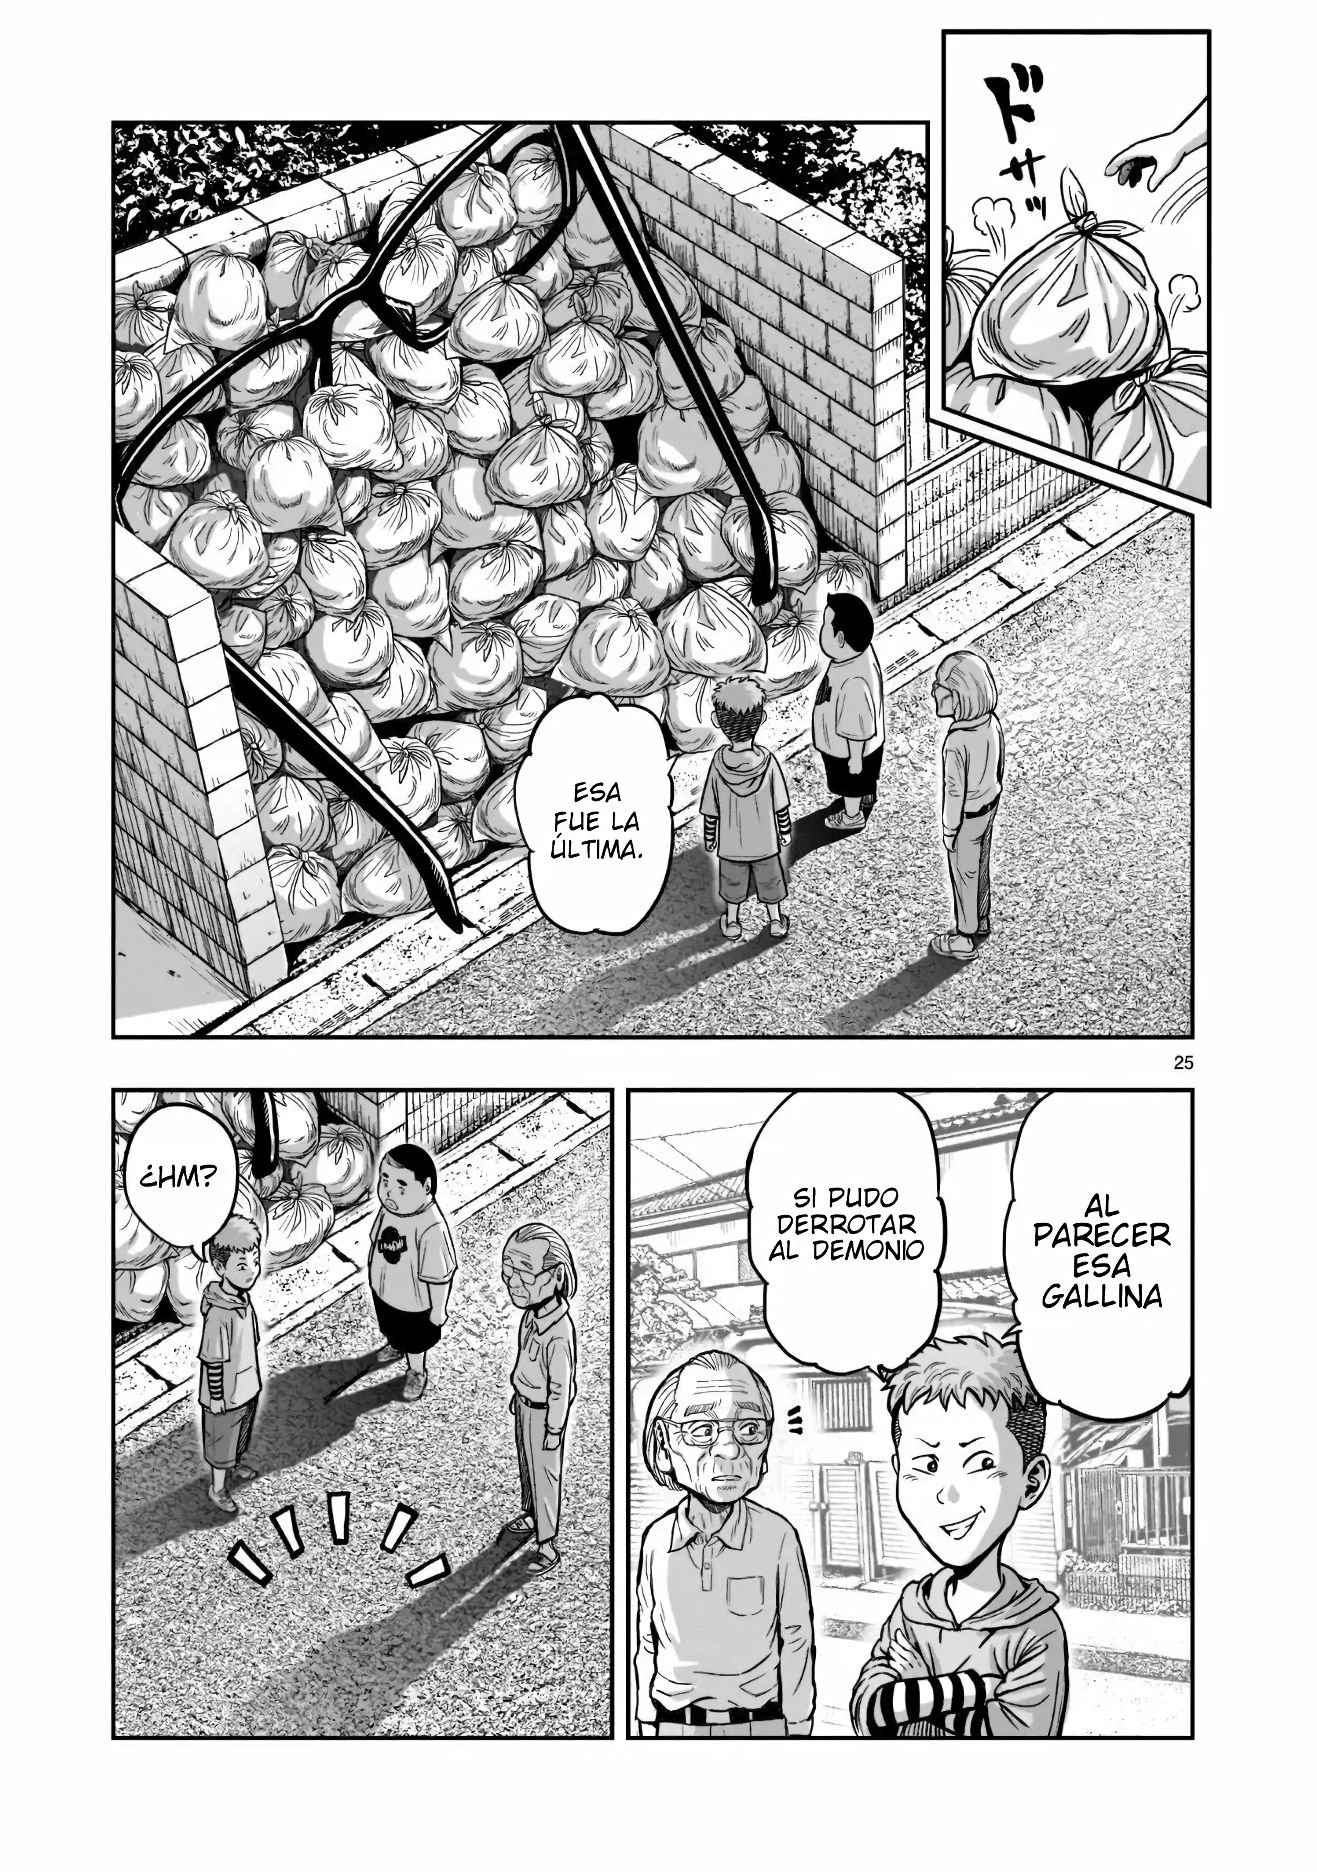 ドサッ
ESA
FUE LA
ÚLTIMA.
25
AL
PARECER
ESA
GALLINA
SI PUDO
DERROTAR
AL DEMONIO
¿HM?